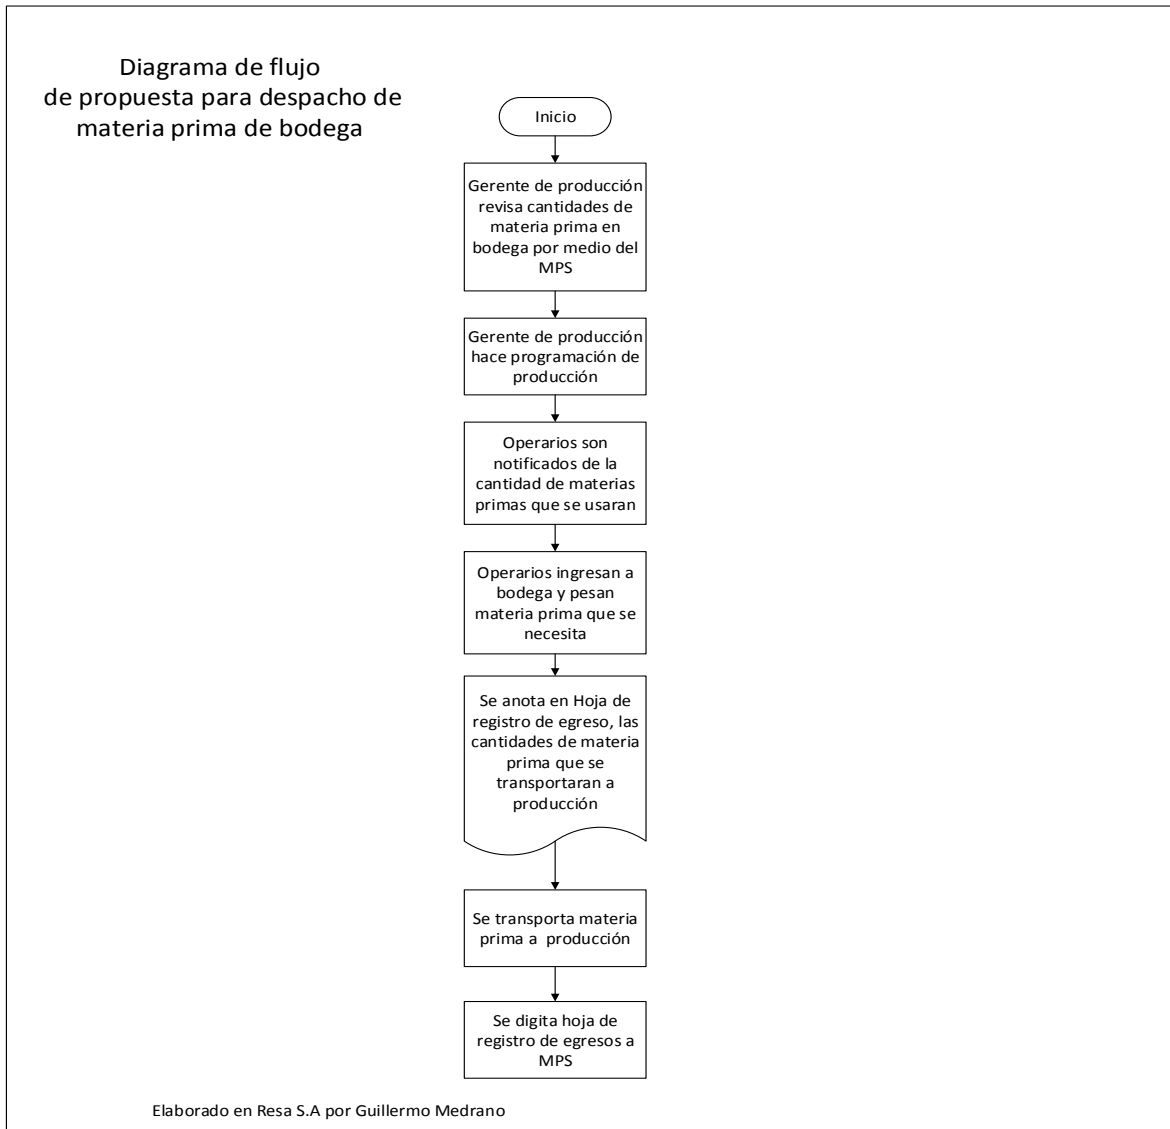 Diagrama de flujo
de propuesta para despacho de
materia prima de bodega
Inicio
Gerente de producción
revisa cantidades de
materia prima en
bodega por medio del
MPS
Gerente de producción
hace programación de
producción
Operarios son
notificados de la
cantidad de materias
primas que se usaran
Operarios ingresan a
bodega y pesan
materia prima que se
necesita
Se anota en Hoja de
registro de egreso, las
cantidades de materia
prima que se
transportaran a
producción
Se transporta materia
prima a  producción
Se digita hoja de
registro de egresos a
MPS
Elaborado en Resa S.A por Guillermo Medrano